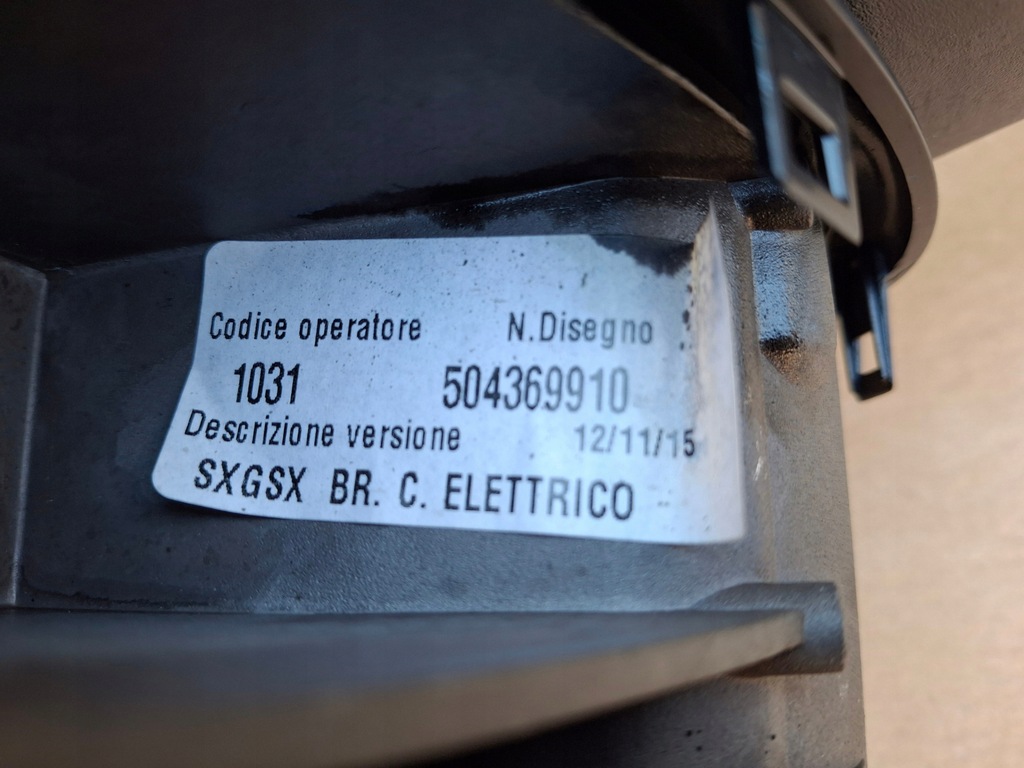 Codice operatore N.Disegno
1031 504369910
Descrizione versione 12/11/15
SXGSX BR. C. ELETTRICO